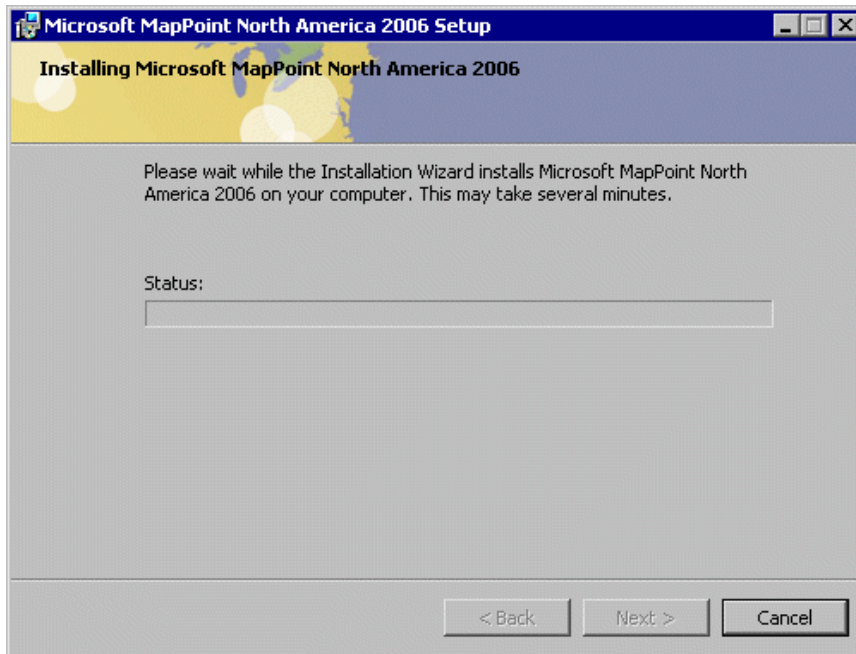 Microsoft MapPoint North America 2006 Setup
Installing Microsoft MapPoint North America 2006
Please wait while the Installation Wizard installs Microsoft MapPoint North
America 2006 on your computer. This may take several minutes.
Status:
< Back Next > Cancel